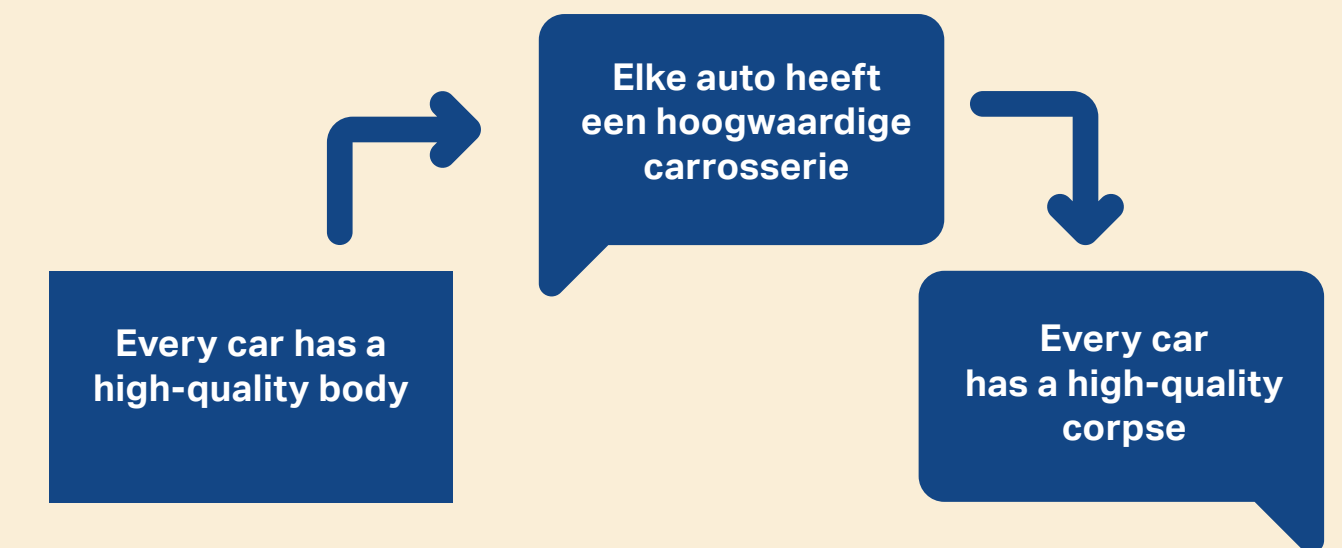 Every car has a
high-quality body
Elke auto heeft
een hoogwaardige
carrosserie
Every car
has a high-quality
corpse